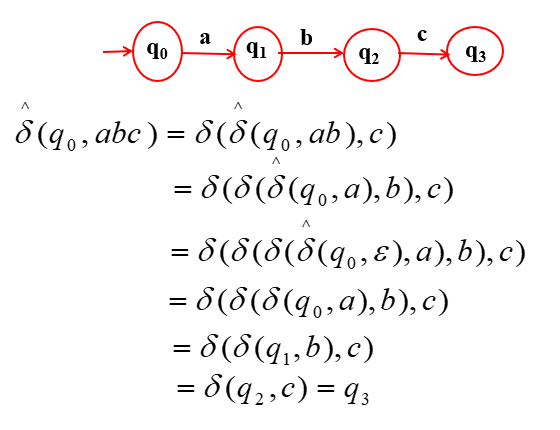 q₀ a q₁ b q₂ c q₃
δ̂(q₀, abc) = δ(δ̂(q₀, ab), c)
= δ(δ(δ̂(q₀, a), b), c)
= δ(δ(δ(δ̂(q₀, ε), a), b), c)
= δ(δ(δ(q₀, a), b), c)
= δ(δ(q₁, b), c)
= δ(q₂, c) = q₃